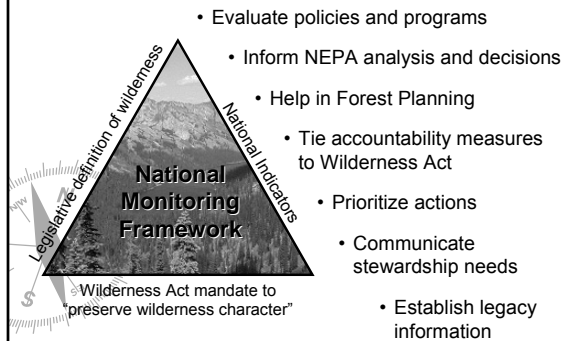 • Evaluate policies and programs
• Inform NEPA analysis and decisions
• Help in Forest Planning
• Tie accountability measures
to Wilderness Act
• Prioritize actions
• Communicate
stewardship needs
• Establish legacy
information
Legislative definition of wilderness
National Indicators
National
Monitoring
Framework
Wilderness Act mandate to
“preserve wilderness character”
N
NW
S